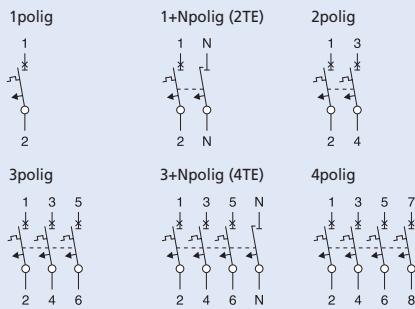 1polig 1+Npolig (2TE) 2polig
1 1 N 1 3
2 2 N 2 4
3polig 3+Npolig (4TE) 4polig
1 3 5 1 3 5 N 1 3 5 7
2 4 6 2 4 6 N 2 4 6 8